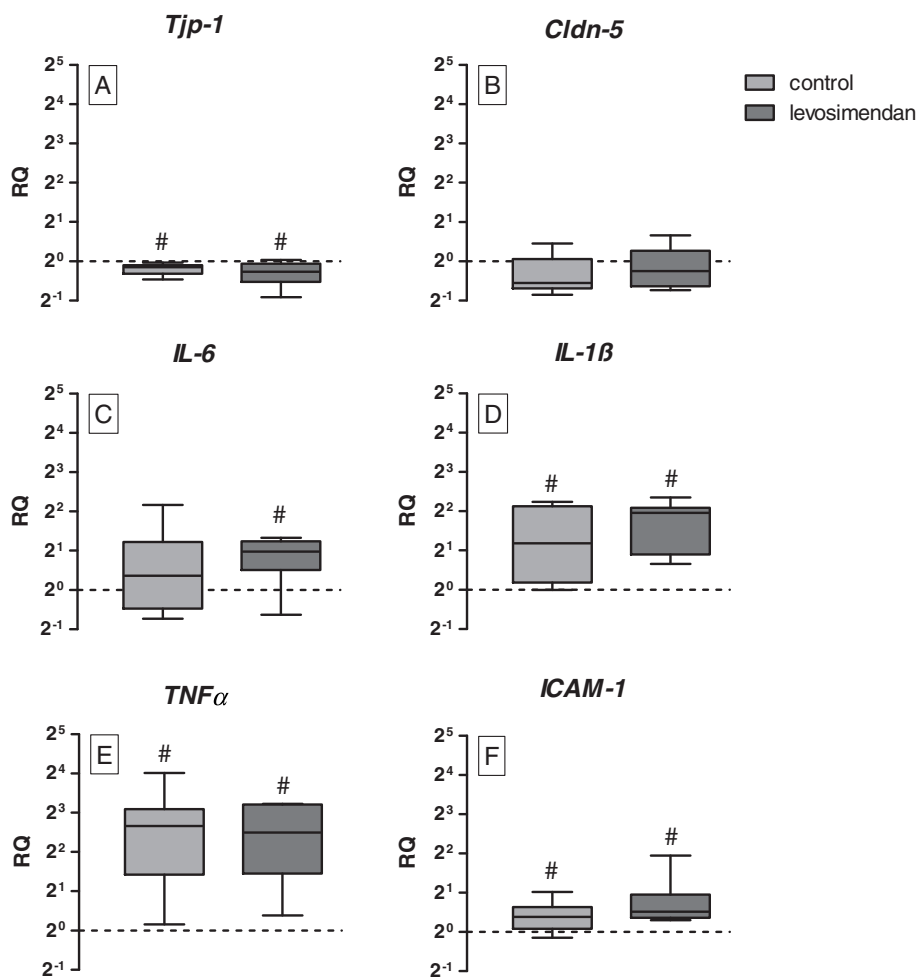 Tjp-1
Cldn-5
A
B
control
levosimendan
RQ
2⁵
2⁴
2³
2²
2¹
2⁰
2⁻¹
# #
RQ
2⁵
2⁴
2³
2²
2¹
2⁰
2⁻¹
IL-6
IL-1ß
C
D
RQ
2⁵
2⁴
2³
2²
2¹
2⁰
2⁻¹
#
RQ
2⁵
2⁴
2³
2²
2¹
2⁰
2⁻¹
# #
TNFα
ICAM-1
E
F
RQ
2⁵
2⁴
2³
2²
2¹
2⁰
2⁻¹
# #
RQ
2⁵
2⁴
2³
2²
2¹
2⁰
2⁻¹
# #